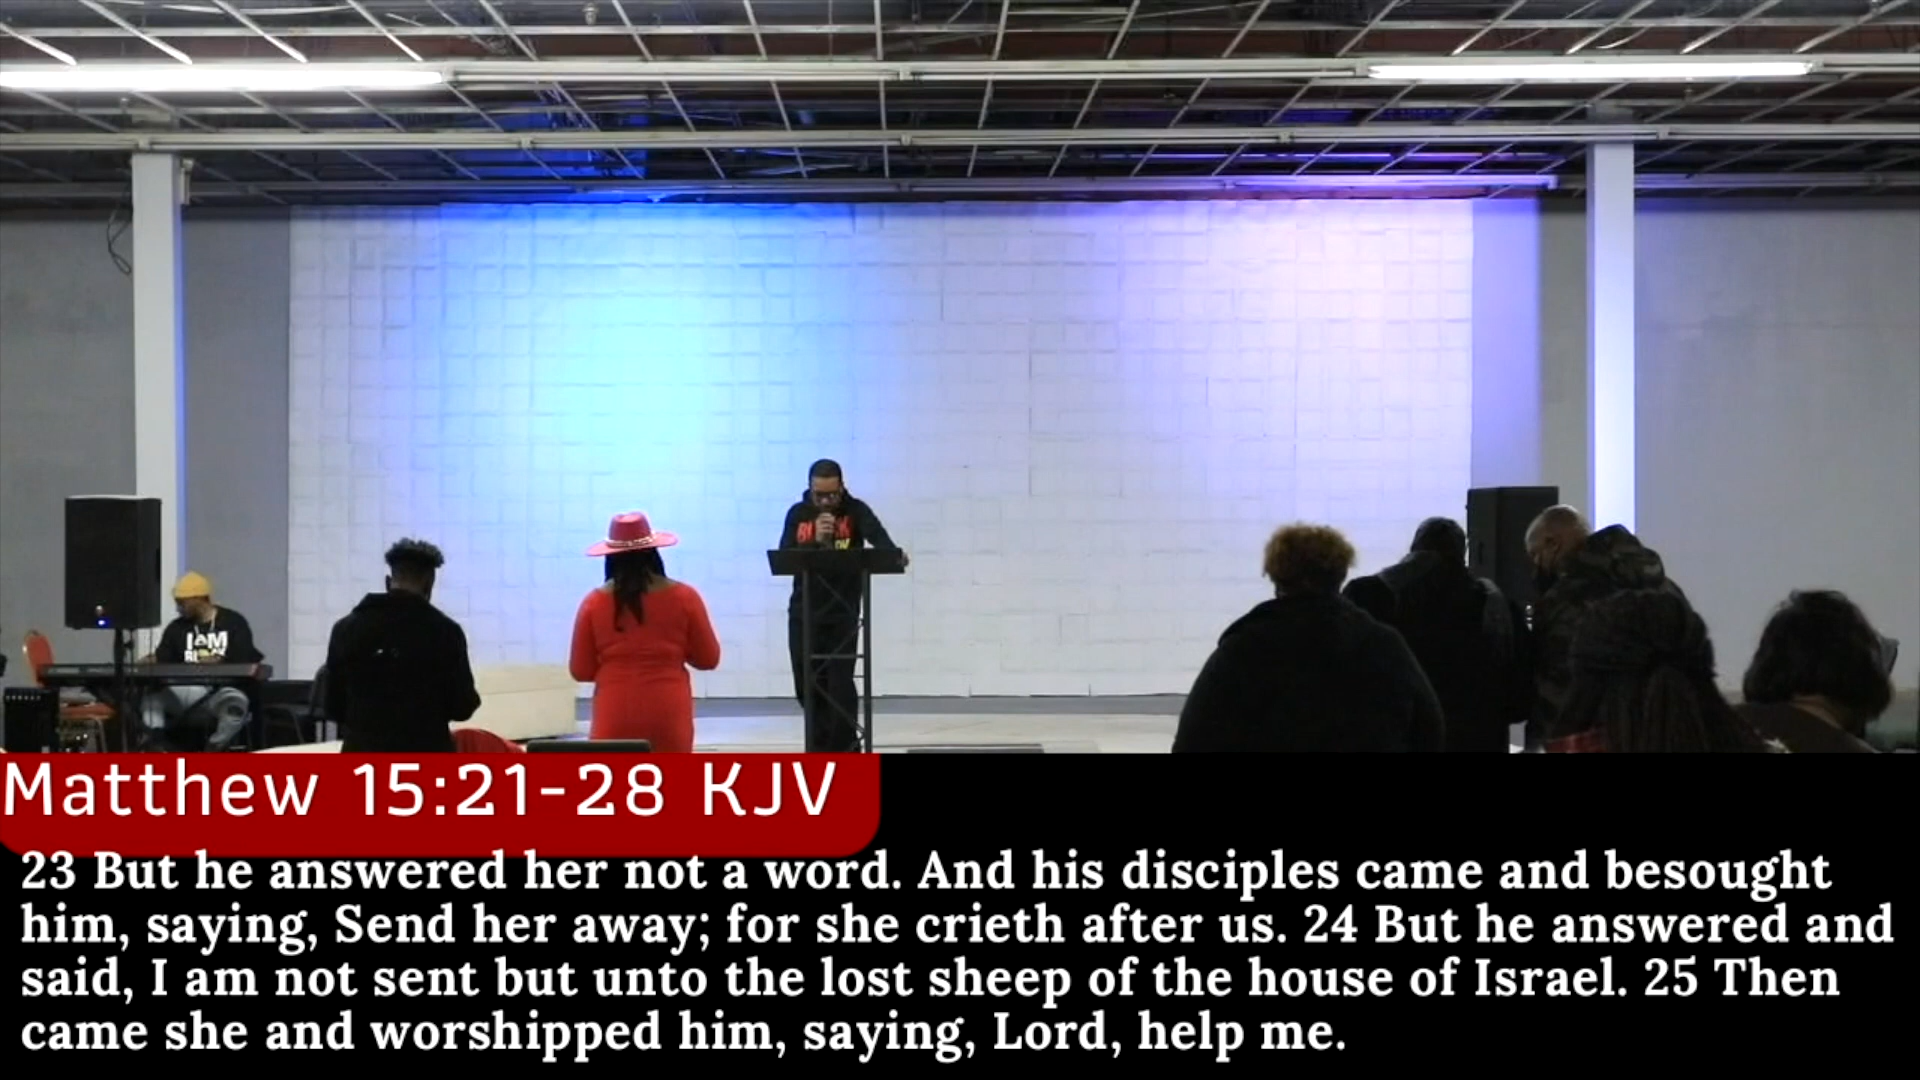 I AM
BLACK
Matthew 15:21-28 KJV
23 But he answered her not a word. And his disciples came and besought
him, saying, Send her away; for she crieth after us. 24 But he answered and
said, I am not sent but unto the lost sheep of the house of Israel. 25 Then
came she and worshipped him, saying, Lord, help me.